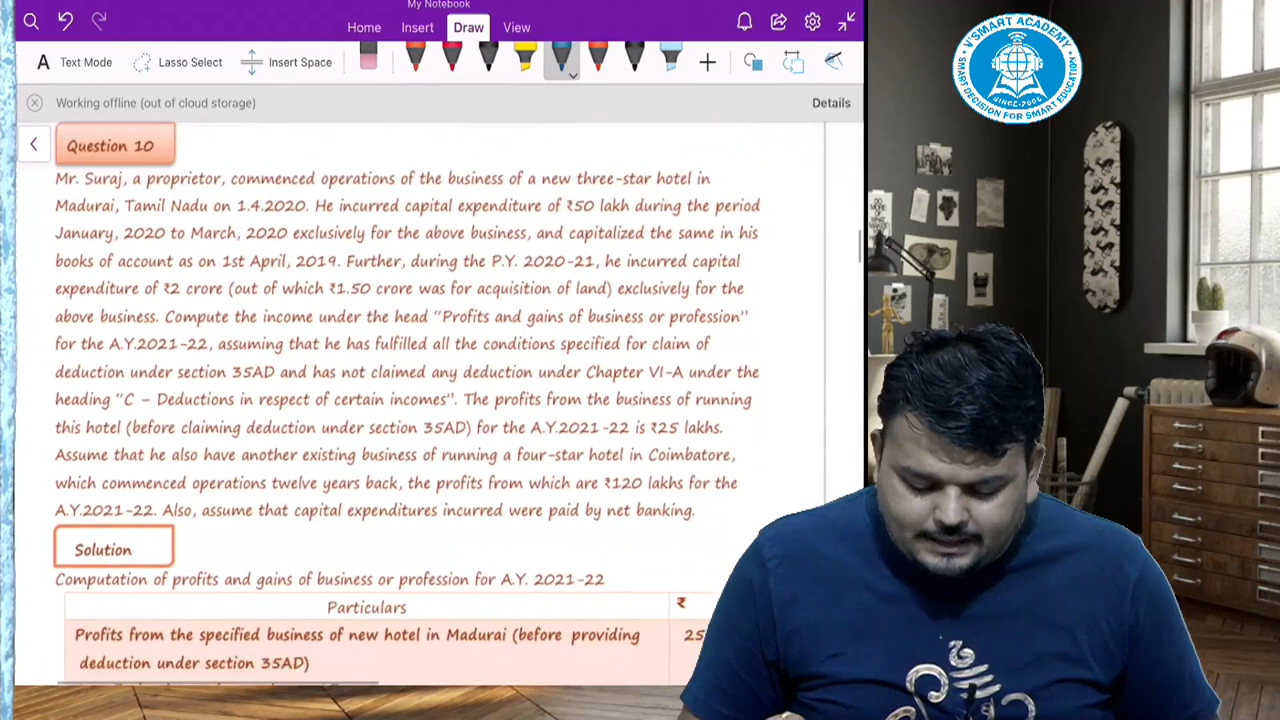 My Notebook
Home Insert Draw View
A Text Mode Lasso Select Insert Space
Working offline (out of cloud storage) Details
Question 10
Mr. Suraj, a proprietor, commenced operations of the business of a new three-star hotel in
Madurai, Tamil Nadu on 1.4.2020. He incurred capital expenditure of ₹50 lakh during the period
January, 2020 to March, 2020 exclusively for the above business, and capitalized the same in his
books of account as on 1st April, 2019. Further, during the P.Y. 2020-21, he incurred capital
expenditure of ₹2 crore (out of which ₹1.50 crore was for acquisition of land) exclusively for the
above business. Compute the income under the head “Profits and gains of business or profession”
for the A.Y.2021-22, assuming that he has fulfilled all the conditions specified for claim of
deduction under section 35AD and has not claimed any deduction under Chapter VI-A under the
heading “C – Deductions in respect of certain incomes”. The profits from the business of running
this hotel (before claiming deduction under section 35AD) for the A.Y.2021-22 is ₹25 lakhs.
Assume that he also have another existing business of running a four-star hotel in Coimbatore,
which commenced operations twelve years back, the profits from which are ₹120 lakhs for the
A.Y.2021-22. Also, assume that capital expenditures incurred were paid by net banking.
Solution
Computation of profits and gains of business or profession for A.Y. 2021-22
Particulars ₹
Profits from the specified business of new hotel in Madurai (before providing 25
deduction under section 35AD)
V'SMART ACADEMY
SINCE-2006
SMART DECISION FOR SMART EDUCATION